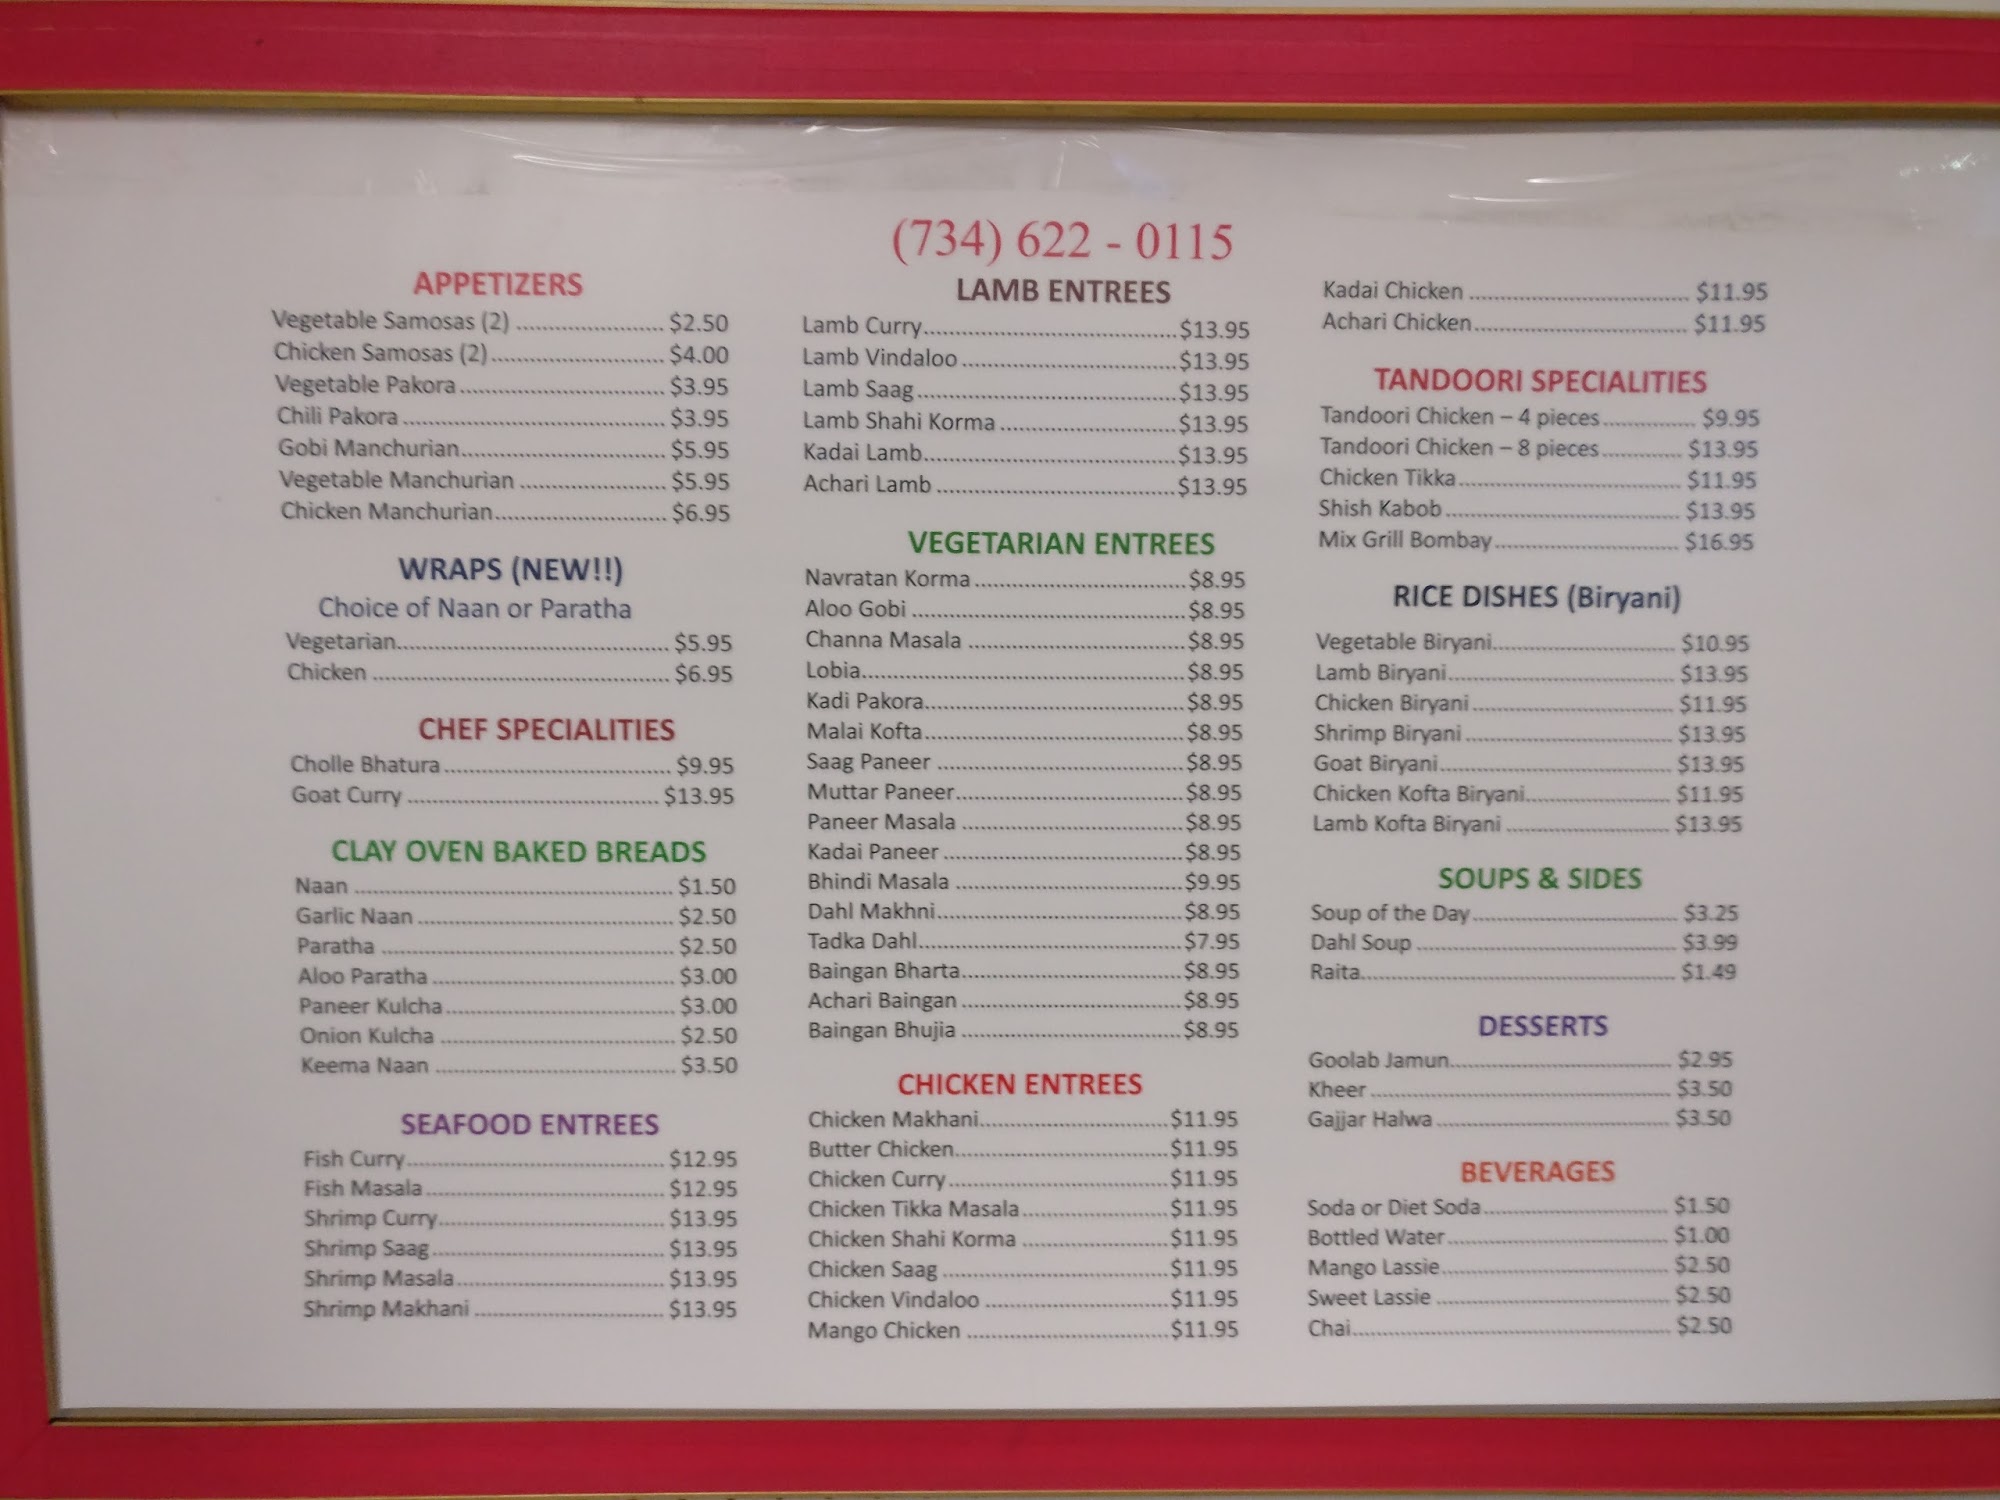 (734) 622 - 0115
APPETIZERS
Vegetable Samosas (2) ...................... $2.50
Chicken Samosas (2).......................... $4.00
Vegetable Pakora............................... $3.95
Chili Pakora ....................................... $3.95
Gobi Manchurian............................... $5.95
Vegetable Manchurian ...................... $5.95
Chicken Manchurian.......................... $6.95
WRAPS (NEW!!)
Choice of Naan or Paratha
Vegetarian......................................... $5.95
Chicken ............................................. $6.95
CHEF SPECIALITIES
Cholle Bhatura .................................. $9.95
Goat Curry ...................................... $13.95
CLAY OVEN BAKED BREADS
Naan ................................................ $1.50
Garlic Naan ....................................... $2.50
Paratha ............................................ $2.50
Aloo Paratha ..................................... $3.00
Paneer Kulcha................................... $3.00
Onion Kulcha .................................... $2.50
Keema Naan ..................................... $3.50
SEAFOOD ENTREES
Fish Curry....................................... $12.95
Fish Masala..................................... $12.95
Shrimp Curry................................... $13.95
Shrimp Saag.................................... $13.95
Shrimp Masala................................ $13.95
Shrimp Makhani ............................. $13.95
LAMB ENTREES
Lamb Curry......................................$13.95
Lamb Vindaloo ................................$13.95
Lamb Saag.......................................$13.95
Lamb Shahi Korma ..........................$13.95
Kadai Lamb......................................$13.95
Achari Lamb ....................................$13.95
VEGETARIAN ENTREES
Navratan Korma ................................$8.95
Aloo Gobi .........................................$8.95
Channa Masala .................................$8.95
Lobia.................................................$8.95
Kadi Pakora.......................................$8.95
Malai Kofta.......................................$8.95
Saag Paneer .....................................$8.95
Muttar Paneer..................................$8.95
Paneer Masala .................................$8.95
Kadai Paneer ....................................$8.95
Bhindi Masala ..................................$9.95
Dahl Makhni.....................................$8.95
Tadka Dahl........................................$7.95
Baingan Bharta.................................$8.95
Achari Baingan .................................$8.95
Baingan Bhujia .................................$8.95
CHICKEN ENTREES
Chicken Makhani.............................$11.95
Butter Chicken.................................$11.95
Chicken Curry ..................................$11.95
Chicken Tikka Masala......................$11.95
Chicken Shahi Korma ......................$11.95
Chicken Saag ...................................$11.95
Chicken Vindaloo ............................$11.95
Mango Chicken ...............................$11.95
Kadai Chicken ................................. $11.95
Achari Chicken................................ $11.95
TANDOORI SPECIALITIES
Tandoori Chicken – 4 pieces.............. $9.95
Tandoori Chicken – 8 pieces............ $13.95
Chicken Tikka.................................. $11.95
Shish Kabob.................................... $13.95
Mix Grill Bombay............................ $16.95
RICE DISHES (Biryani)
Vegetable Biryani............................ $10.95
Lamb Biryani................................... $13.95
Chicken Biryani............................... $11.95
Shrimp Biryani ................................ $13.95
Goat Biryani.................................... $13.95
Chicken Kofta Biryani...................... $11.95
Lamb Kofta Biryani ......................... $13.95
SOUPS & SIDES
Soup of the Day............................... $3.25
Dahl Soup ........................................ $3.99
Raita................................................ $1.49
DESSERTS
Goolab Jamun.................................. $2.95
Kheer .............................................. $3.50
Gajjar Halwa .................................... $3.50
BEVERAGES
Soda or Diet Soda............................ $1.50
Bottled Water.................................. $1.00
Mango Lassie................................... $2.50
Sweet Lassie .................................... $2.50
Chai................................................. $2.50